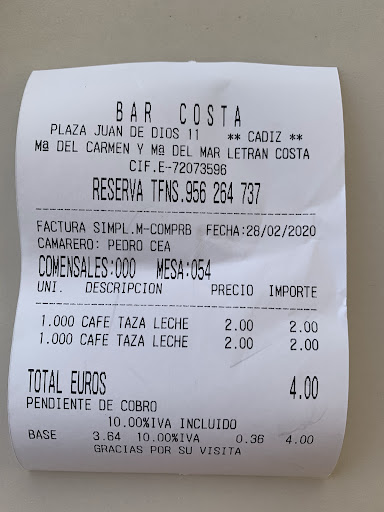 BAR COSTA
PLAZA JUAN DE DIOS 11 ** CADIZ **
Mª DEL CARMEN Y Mª DEL MAR LETRAN COSTA
CIF.E-72073596
RESERVA TFNS.956 264 737
FACTURA SIMPL.M-COMPRB FECHA:28/02/2020
CAMARERO: PEDRO CEA
COMENSALES:000 MESA:054
UNI. DESCRIPCION PRECIO IMPORTE
1.000 CAFE TAZA LECHE 2.00 2.00
1.000 CAFE TAZA LECHE 2.00 2.00
TOTAL EUROS 4.00
PENDIENTE DE COBRO
10.00%IVA INCLUIDO
BASE 3.64 10.00%IVA 0.36 4.00
GRACIAS POR SU VISITA